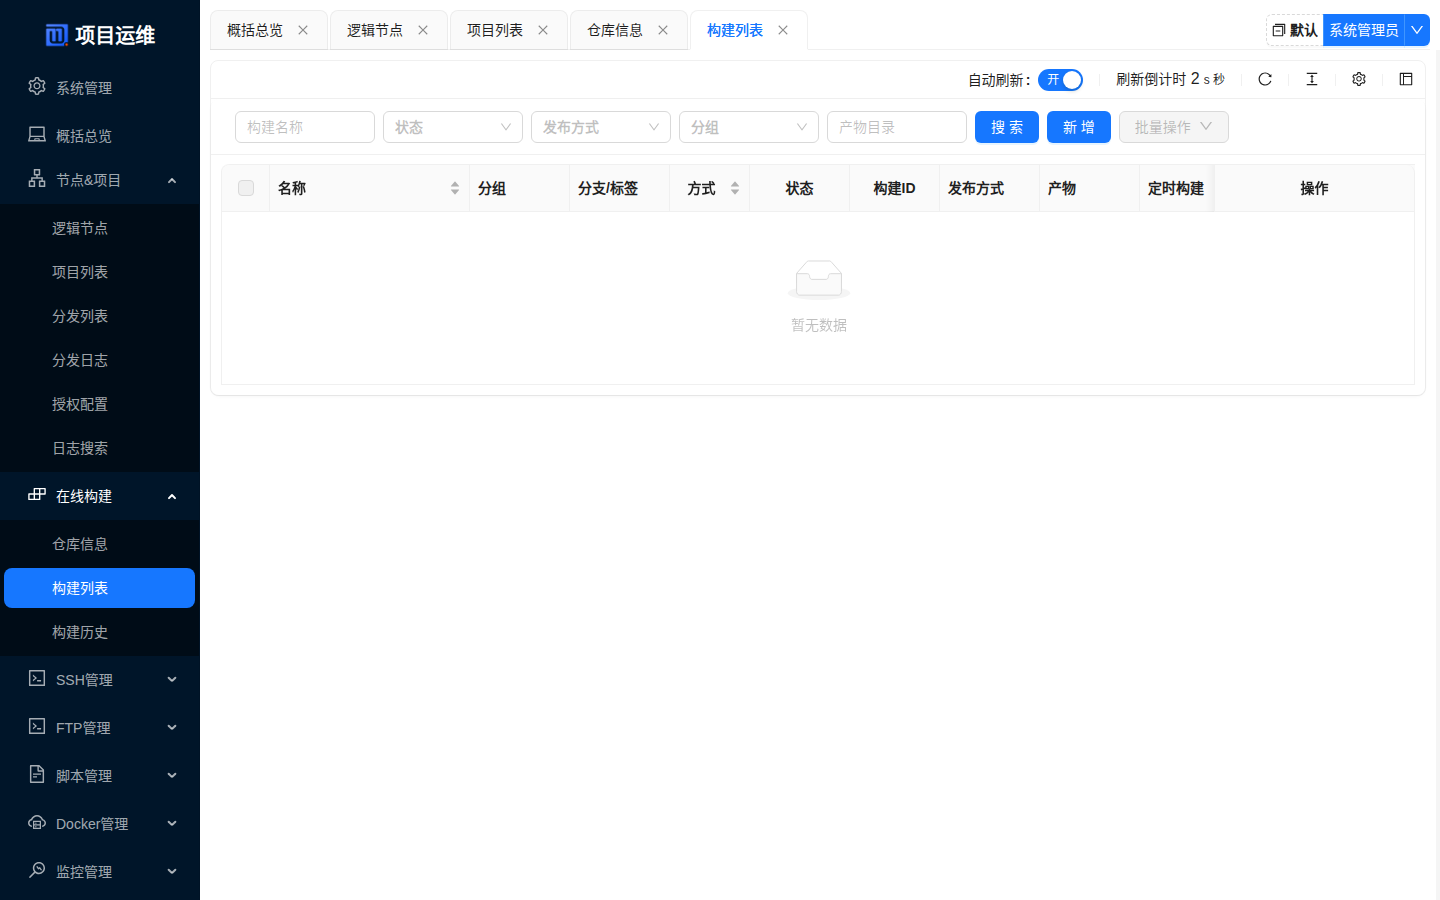 项目运维
系统管理
概括总览
节点&项目
逻辑节点
项目列表
分发列表
分发日志
授权配置
日志搜索
在线构建
仓库信息
构建列表
构建历史
SSH管理
FTP管理
脚本管理
Docker管理
监控管理
概括总览 逻辑节点 项目列表 仓库信息 构建列 表 默认 系统管理员
自动刷新： 开 刷新倒计时 2 s 秒
构建名称 状态 发布方式 分组 产物目录 搜 索 新 增 批量操作
名称 分组 分支/标签 方式 状态 构建ID 发布方式 产物 定时构建 操作
暂无数据